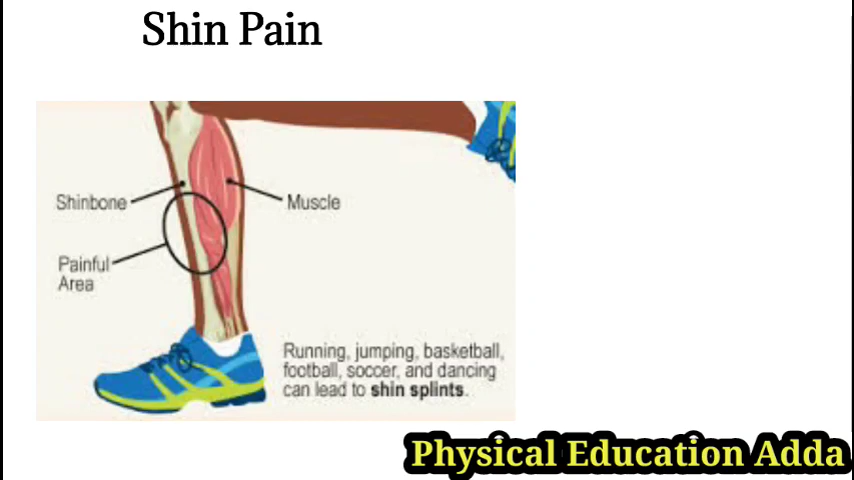 Shin Pain
Shinbone
Muscle
Painful
Area
Running, jumping, basketball,
football, soccer, and dancing
can lead to shin splints.
Physical Education Adda